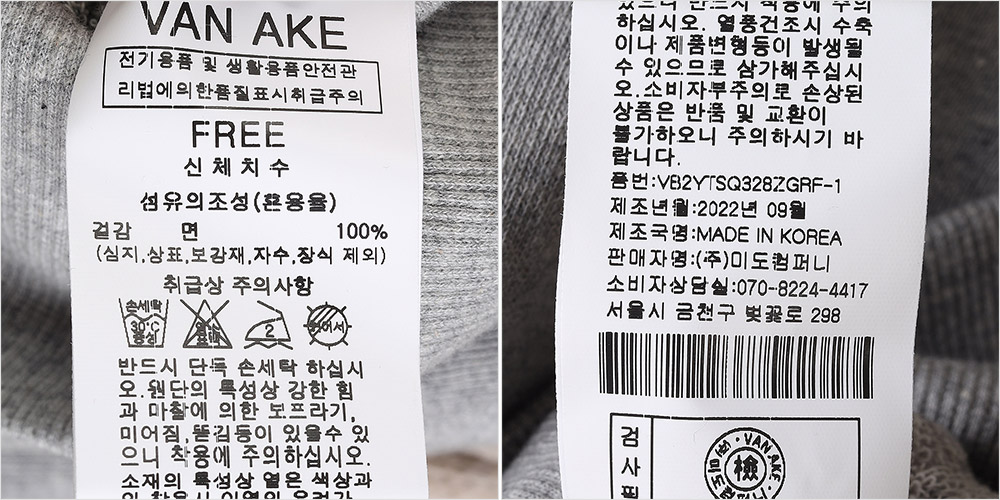 VAN AKE
전기용품 및 생활용품안전관
리법에의한품질표시취급주의
FREE
신체치수
섬유의조성(혼용율)
겉감 면 100%
(심지,상표,보강재,자수,장식 제외)
취급상 주의사항
손세탁
30°C
중성
2
반드시 단독 손세탁 하십시
오.원단의 특성상 강한 힘
과 마찰에 의한 보프라기,
미어짐,뜯김등이 있을수 있
으니 착용에 주의하십시오.
소재의 특성상 옅은 색상과
있으니 반드시 착용에 주의
하십시오. 열풍건조시 수축
이나 제품변형등이 발생될
수 있으므로 삼가해주십시
오.소비자부주의로 손상된
상품은 반품 및 교환이
불가하오니 주의하시기 바
랍니다.
품번:VB2YTSQ328ZGRF-1
제조년월:2022년 09월
제조국명:MADE IN KOREA
판매자명:(주)미도컴퍼니
소비자상담실:070-8224-4417
서울시 금천구 벚꽃로 298
검
사
필
VAN AKE
檢